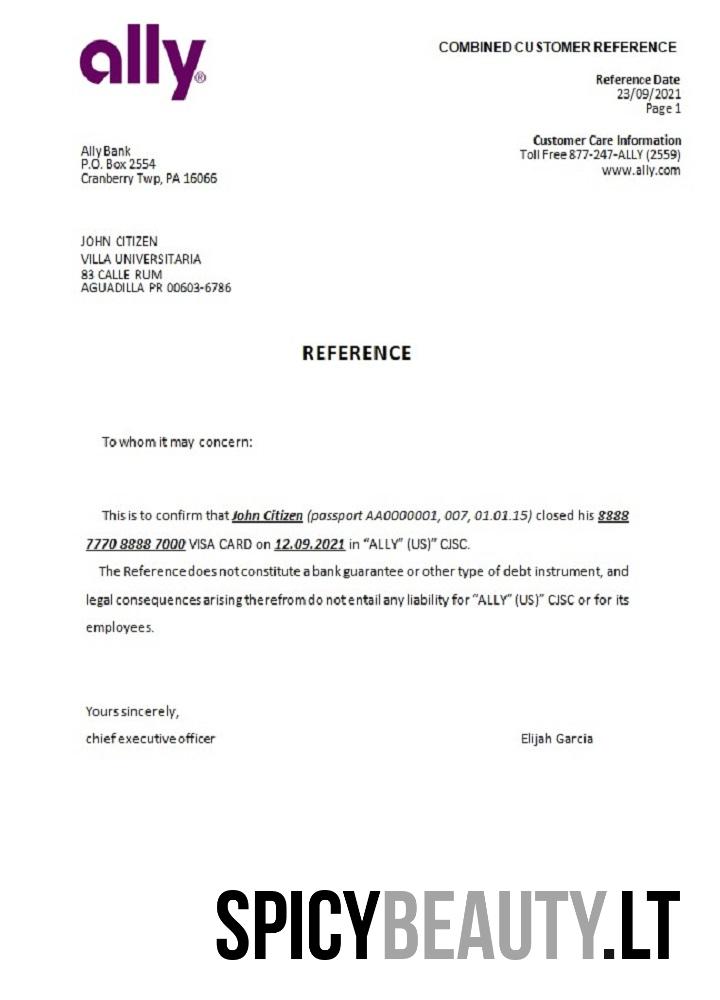 ally®
COMBINED CUSTOMER REFERENCE
Reference Date
23/09/2021
Page 1
Customer Care Information
Toll Free 877-247-ALLY (2559)
www.ally.com
Ally Bank
P.O. Box 2554
Cranberry Twp, PA 16066
JOHN CITIZEN
VILLA UNIVERSITARIA
83 CALLE RUM
AGUADILLA PR 00603-6786
REFERENCE
To whom it may concern:
This is to confirm that John Citizen (passport AA0000001, 007, 01.01.15) closed his 8888
7770 8888 7000 VISA CARD on 12.09.2021 in “ALLY” (US)” CJSC.
The Reference does not constitute a bank guarantee or other type of debt instrument, and
legal consequences arising therefrom do not entail any liability for “ALLY” (US)” CJSC or for its
employees.
Yours sincerely,
chief executive officer Elijah Garcia
SPICYBEAUTY.LT